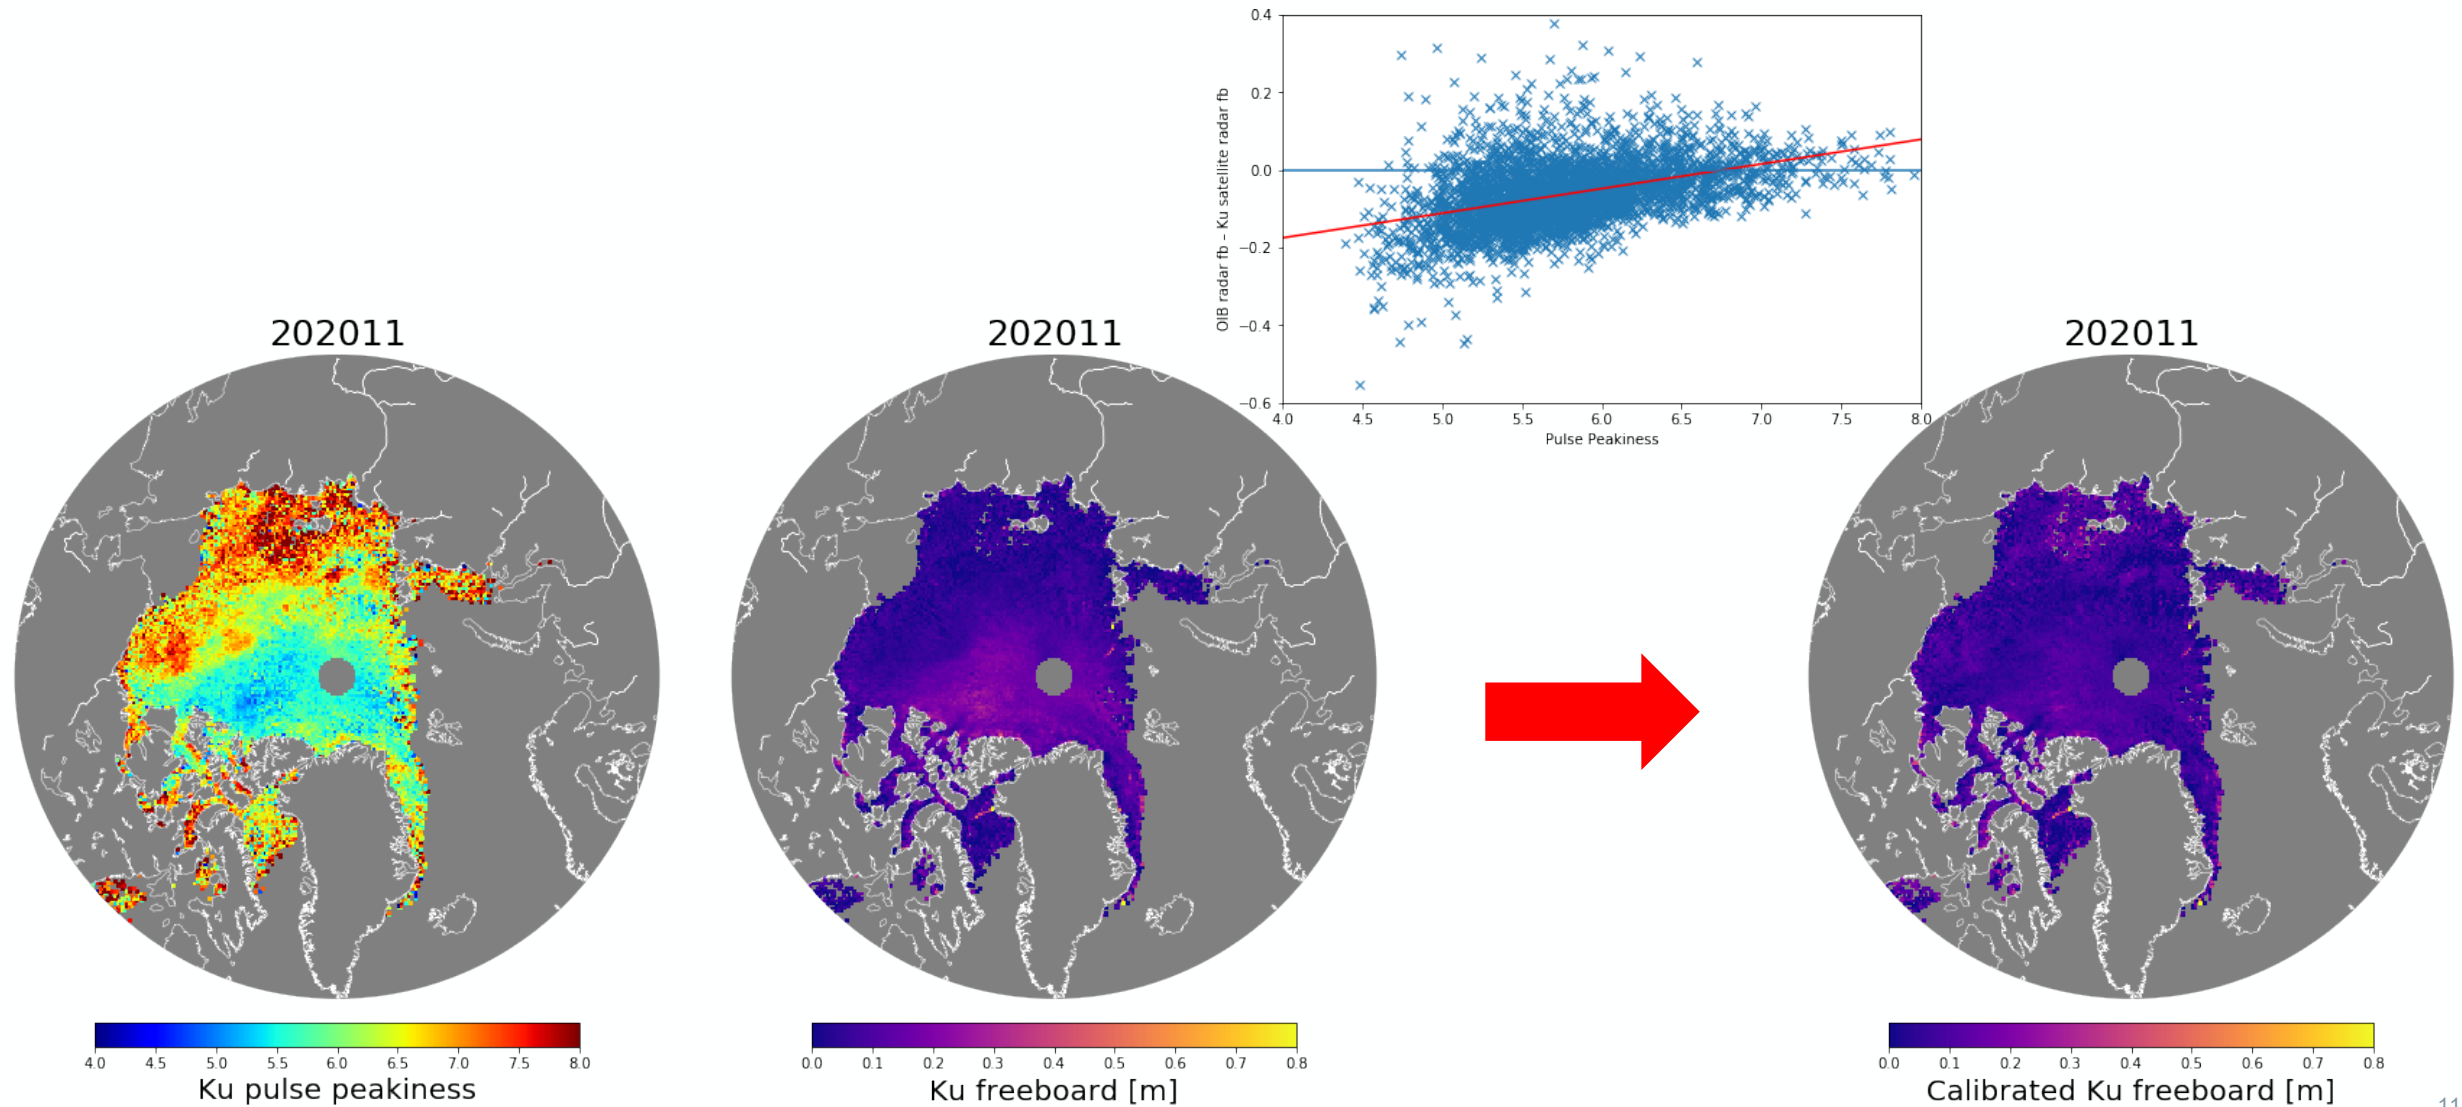 0.4
0.2
0.0
−0.2
−0.4
−0.6
OIB radar fb – Ku satellite radar fb
4.0 4.5 5.0 5.5 6.0 6.5 7.0 7.5 8.0
Pulse Peakiness
202011
202011
202011
4.0 4.5 5.0 5.5 6.0 6.5 7.0 7.5 8.0
Ku pulse peakiness
0.0 0.1 0.2 0.3 0.4 0.5 0.6 0.7 0.8
Ku freeboard [m]
0.0 0.1 0.2 0.3 0.4 0.5 0.6 0.7 0.8
Calibrated Ku freeboard [m]
11